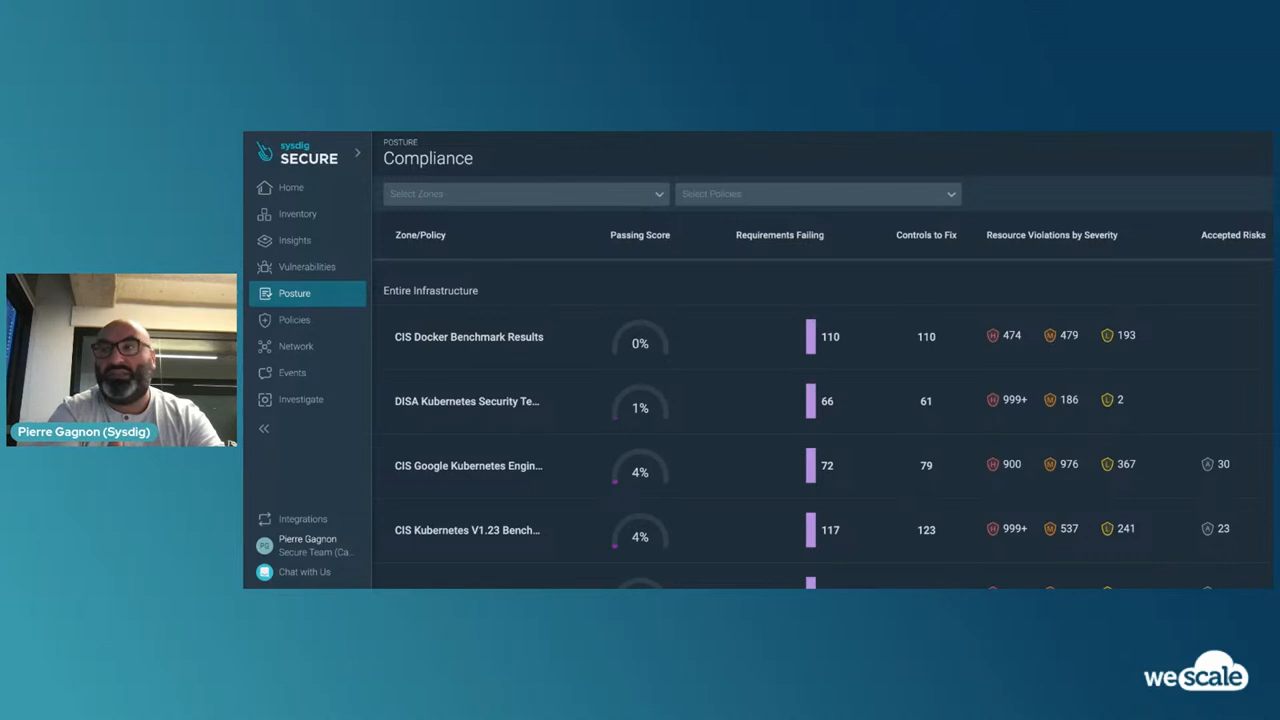 sysdig
SECURE
Home
Inventory
Insights
Vulnerabilities
Posture
Policies
Network
Events
Investigate
Integrations
PG
Pierre Gagnon
Secure Team (Ca...
Chat with Us
POSTURE
Compliance
Select Zones
Select Policies
Zone/Policy Passing Score Requirements Failing Controls to Fix Resource Violations by Severity Accepted Risks
Entire Infrastructure
CIS Docker Benchmark Results 0% 110 110 H 474 M 479 L 193
DISA Kubernetes Security Te... 1% 66 61 H 999+ M 186 L 2
CIS Google Kubernetes Engin... 4% 72 79 H 900 M 976 L 367 A 30
CIS Kubernetes V1.23 Bench... 4% 117 123 H 999+ M 537 L 241 A 23
Pierre Gagnon (Sysdig)
wescale